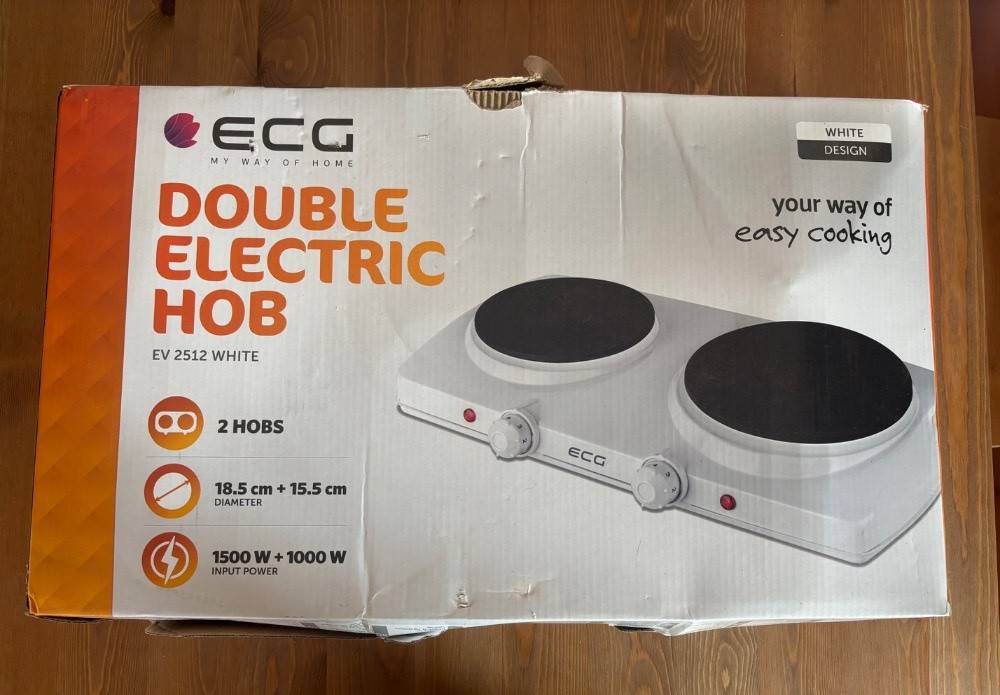 ECG
MY WAY OF HOME
WHITE
DESIGN
DOUBLE
ELECTRIC
HOB
EV 2512 WHITE
your way of
easy cooking
2 HOBS
18.5 cm + 15.5 cm
DIAMETER
1500 W + 1000 W
INPUT POWER
ECG